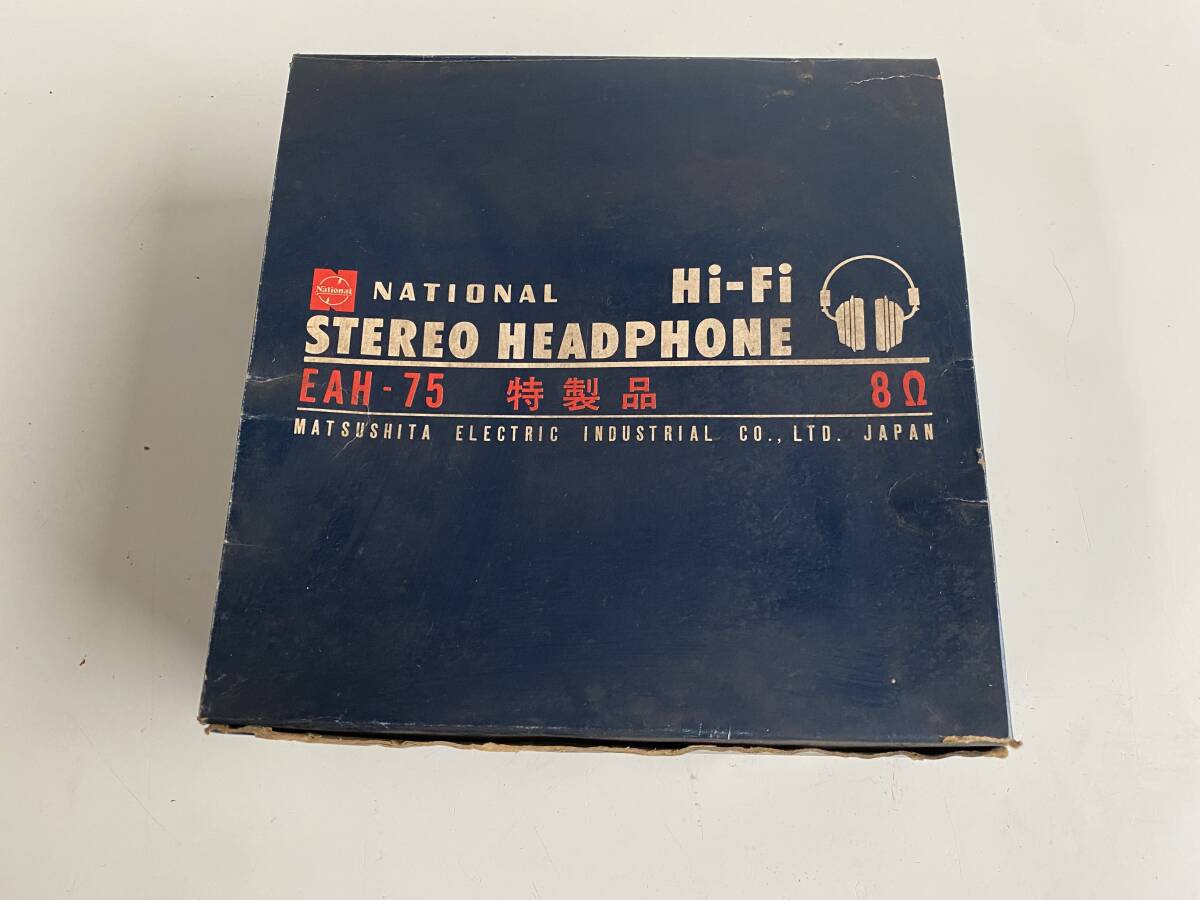 National NATIONAL Hi-Fi
STEREO HEADPHONE
EAH-75 特製品 8Ω
MATSUSHITA ELECTRIC INDUSTRIAL CO., LTD. JAPAN